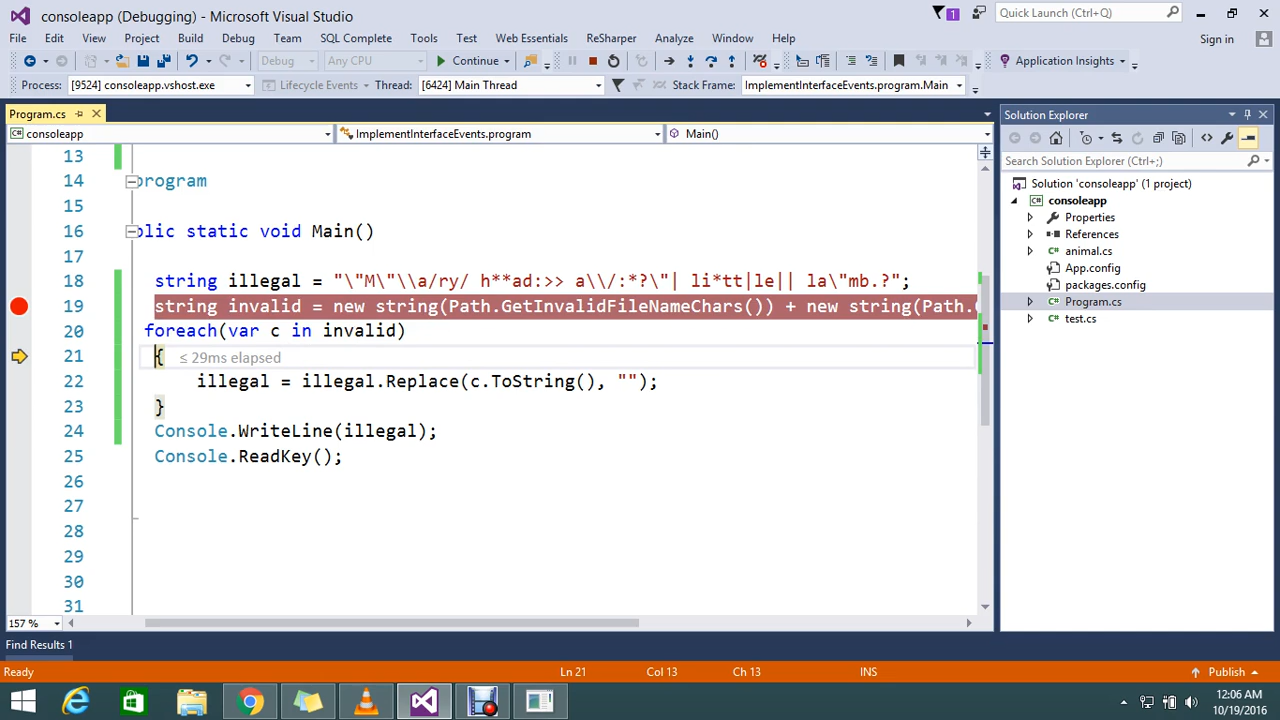 consoleapp (Debugging) - Microsoft Visual Studio
1
Quick Launch (Ctrl+Q)
File Edit View Project Build Debug Team SQL Complete Tools Test Web Essentials ReSharper Analyze Window Help
Sign in
Debug Any CPU Continue Application Insights
Process: [9524] consoleapp.vshost.exe Lifecycle Events Thread: [6424] Main Thread Stack Frame: ImplementInterfaceEvents.program.Main
Program.cs
consoleapp ImplementInterfaceEvents.program Main()
13
14 program
15
16 blic static void Main()
17
18 string illegal = "\"M\"\\a/ry/ h**ad:>> a\\/:*?\"| li*tt|le|| la\"mb.?";
19 string invalid = new string(Path.GetInvalidFileNameChars()) + new string(Path.
20 foreach(var c in invalid)
21 { ≤ 29ms elapsed
22 illegal = illegal.Replace(c.ToString(), "");
23 }
24 Console.WriteLine(illegal);
25 Console.ReadKey();
26
27
28
29
30
31
157 %
Solution Explorer
Search Solution Explorer (Ctrl+;)
Solution 'consoleapp' (1 project)
consoleapp
Properties
References
animal.cs
App.config
packages.config
Program.cs
test.cs
Find Results 1
Ready Ln 21 Col 13 Ch 13 INS Publish
12:06 AM
10/19/2016